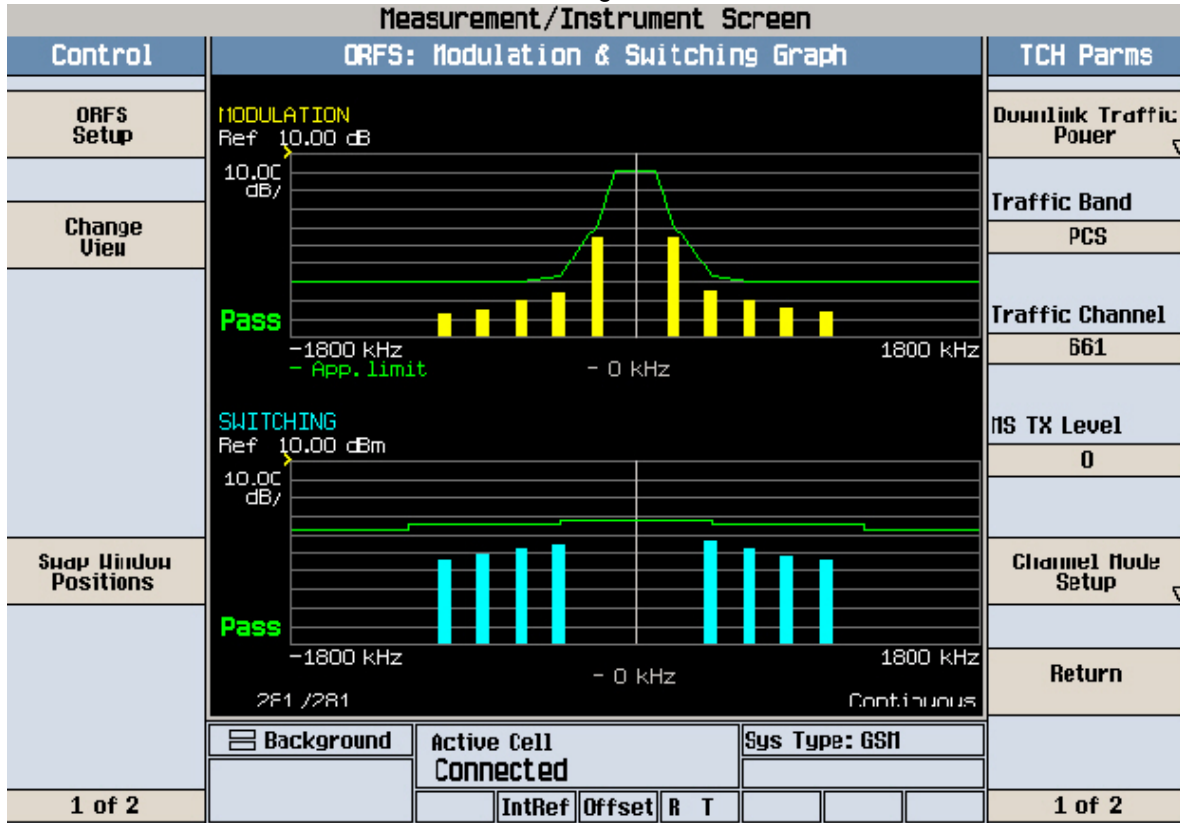 Measurement/Instrument Screen
Control
ORFS: Modulation & Switching Graph
TCH Parms
ORFS
Setup
Change
View
Swap Window
Positions
1 of 2
MODULATION
Ref 10.00 dB
10.00
dB/
Pass
-1800 kHz
1800 kHz
- App.limit
- 0 kHz
SWITCHING
Ref 10.00 dBm
10.00
dB/
Pass
-1800 kHz
1800 kHz
- 0 kHz
281 /281
Continuous
Background
Active Cell
Connected
Sys Type: GSM
IntRef
Offset
R T
Downlink Traffic
Power
Traffic Band
PCS
Traffic Channel
661
MS TX Level
0
Channel Mode
Setup
Return
1 of 2